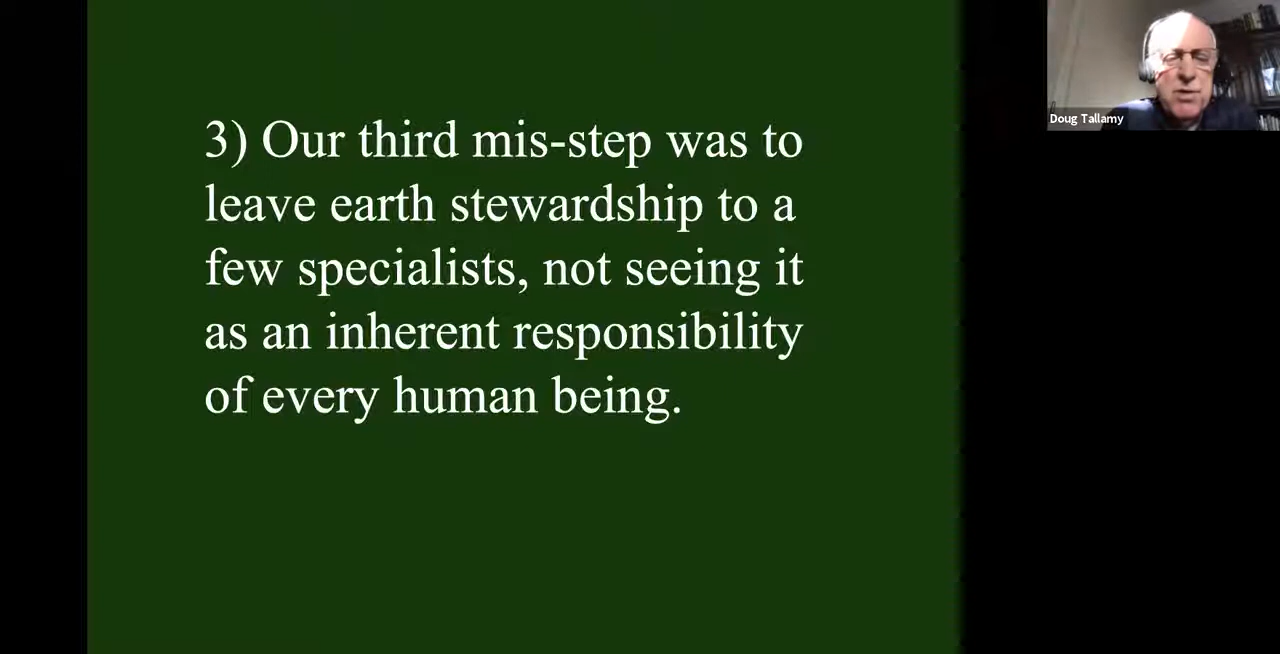 3) Our third mis-step was to
leave earth stewardship to a
few specialists, not seeing it
as an inherent responsibility
of every human being.
Doug Tallamy